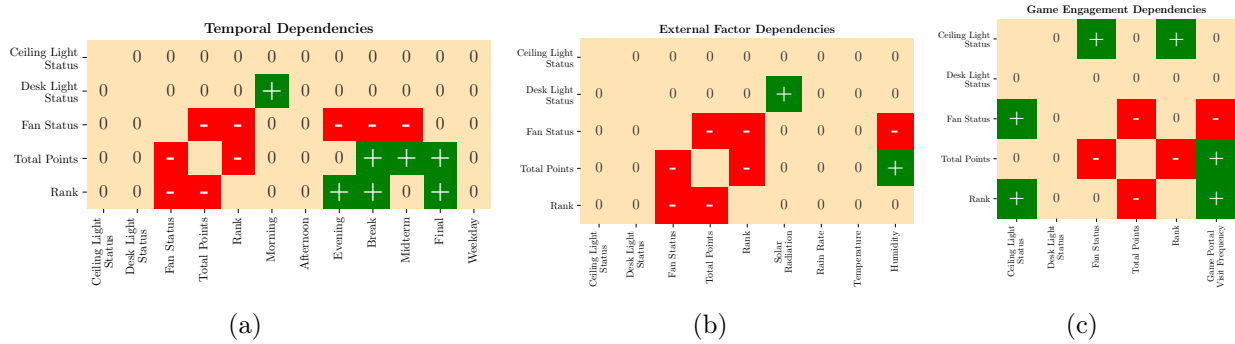 Temporal Dependencies
Ceiling Light
Status
0 0 0 0 0 0 0 0 0 0 0
Desk Light
Status
0 0 0 0 + 0 0 0 0 0 0
Fan Status
0 0 - - 0 0 - - - 0 0
Total Points
0 0 - - 0 0 0 + + + 0
Rank
0 0 - - 0 0 + + 0 + 0
Ceiling Light
Status
Desk Light
Status
Fan Status
Total Points
Rank
Morning
Afternoon
Evening
Break
Midterm
Final
Weekday
(a)
External Factor Dependencies
Ceiling Light
Status
0 0 0 0 0 0 0 0
Desk Light
Status
0 0 0 0 + 0 0 0
Fan Status
0 0 - - 0 0 0 -
Total Points
0 0 - - 0 0 0 +
Rank
0 0 - - 0 0 0 0
Ceiling Light
Status
Desk Light
Status
Fan Status
Total Points
Rank
Solar
Radiation
Rain Rate
Temperature
Humidity
(b)
Game Engagement Dependencies
Ceiling Light
Status
0 + 0 + 0
Desk Light
Status
0 0 0 0 0
Fan Status
+ 0 - 0 -
Total Points
0 0 - - +
Rank
+ 0 0 - +
Ceiling Light
Status
Desk Light
Status
Fan Status
Total Points
Rank
Game Portal
Visit Frequency
(c)